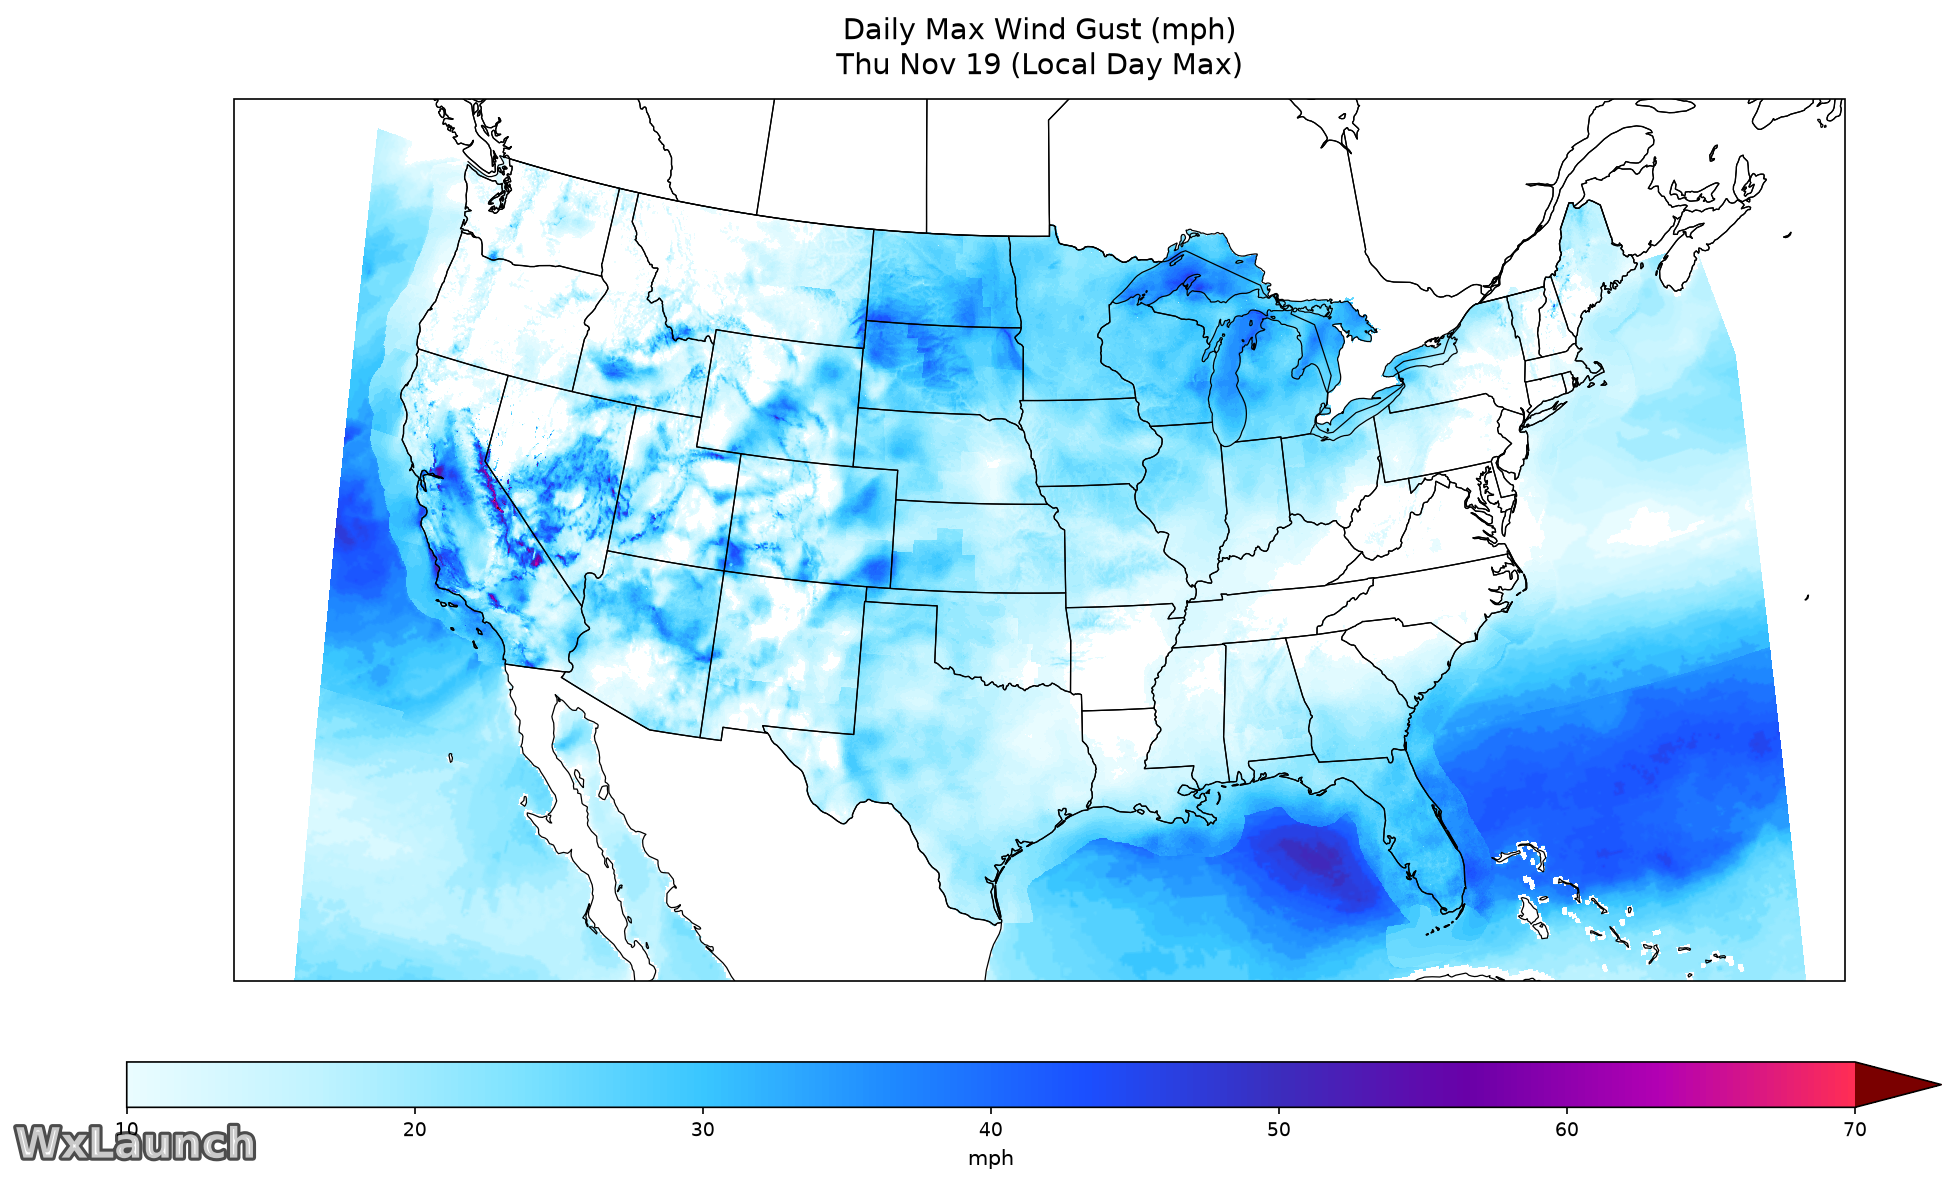 Daily Max Wind Gust (mph)
Thu Nov 19 (Local Day Max)
10 20 30 40 50 60 70
mph
WxLaunch